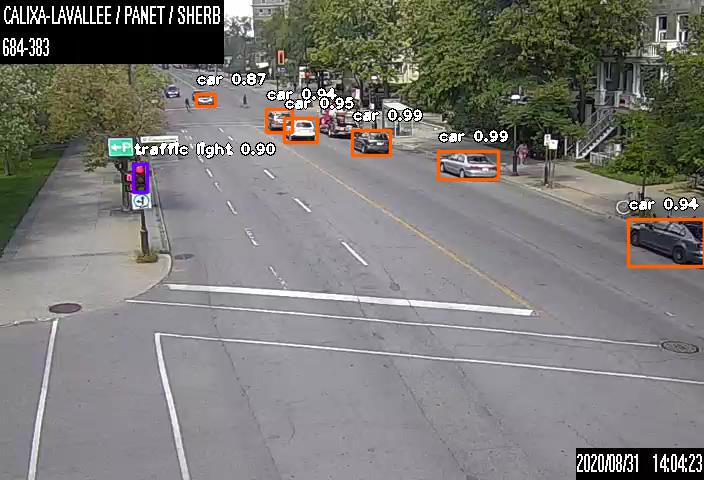 CALIXA-LAVALLEE / PANET / SHERB
684-383
car 0.87
car 0.94
car 0.95
car 0.99
car 0.99
traffic light 0.90
P
car 0.94
2020/08/31 14:04:23